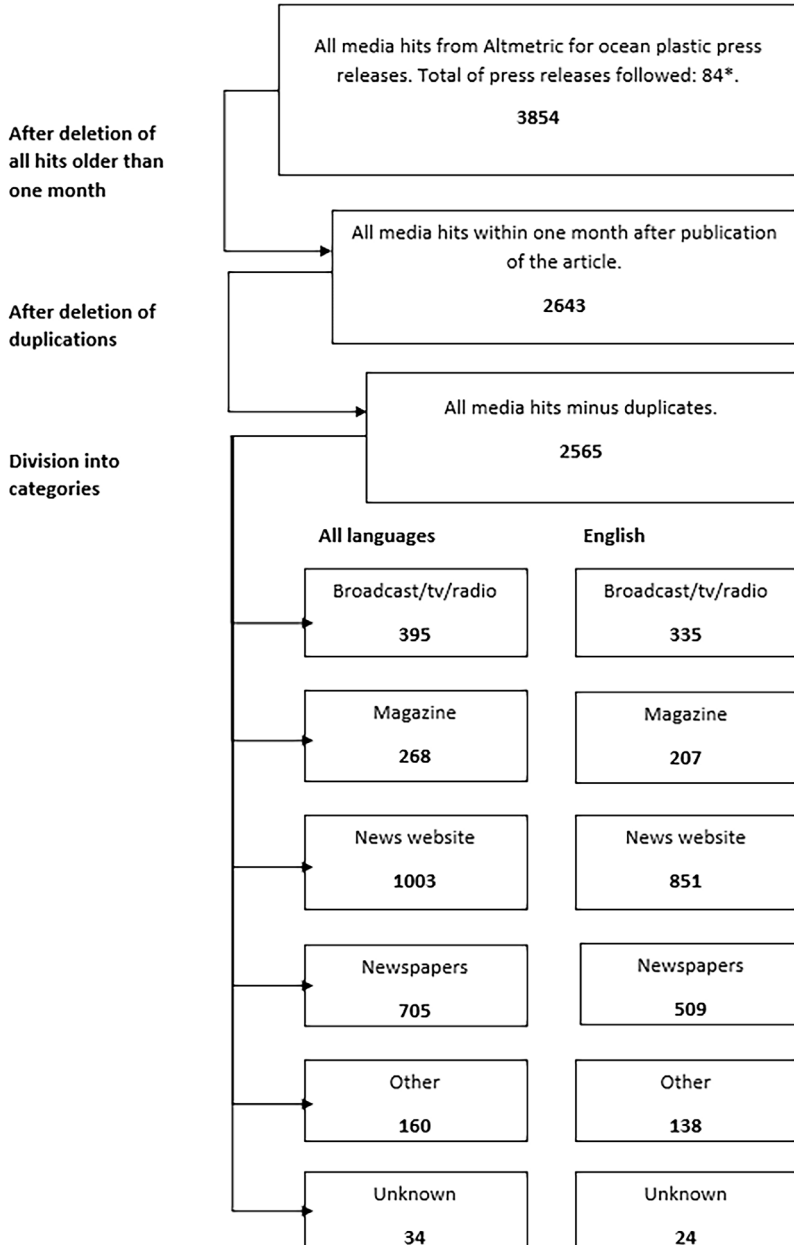 All media hits from Altmetric for ocean plastic press
releases. Total of press releases followed: 84*.
3854
After deletion of
all hits older than
one month
All media hits within one month after publication
of the article.
2643
After deletion of
duplications
All media hits minus duplicates.
2565
Division into
categories
All languages
English
Broadcast/tv/radio
395
Broadcast/tv/radio
335
Magazine
268
Magazine
207
News website
1003
News website
851
Newspapers
705
Newspapers
509
Other
160
Other
138
Unknown
34
Unknown
24